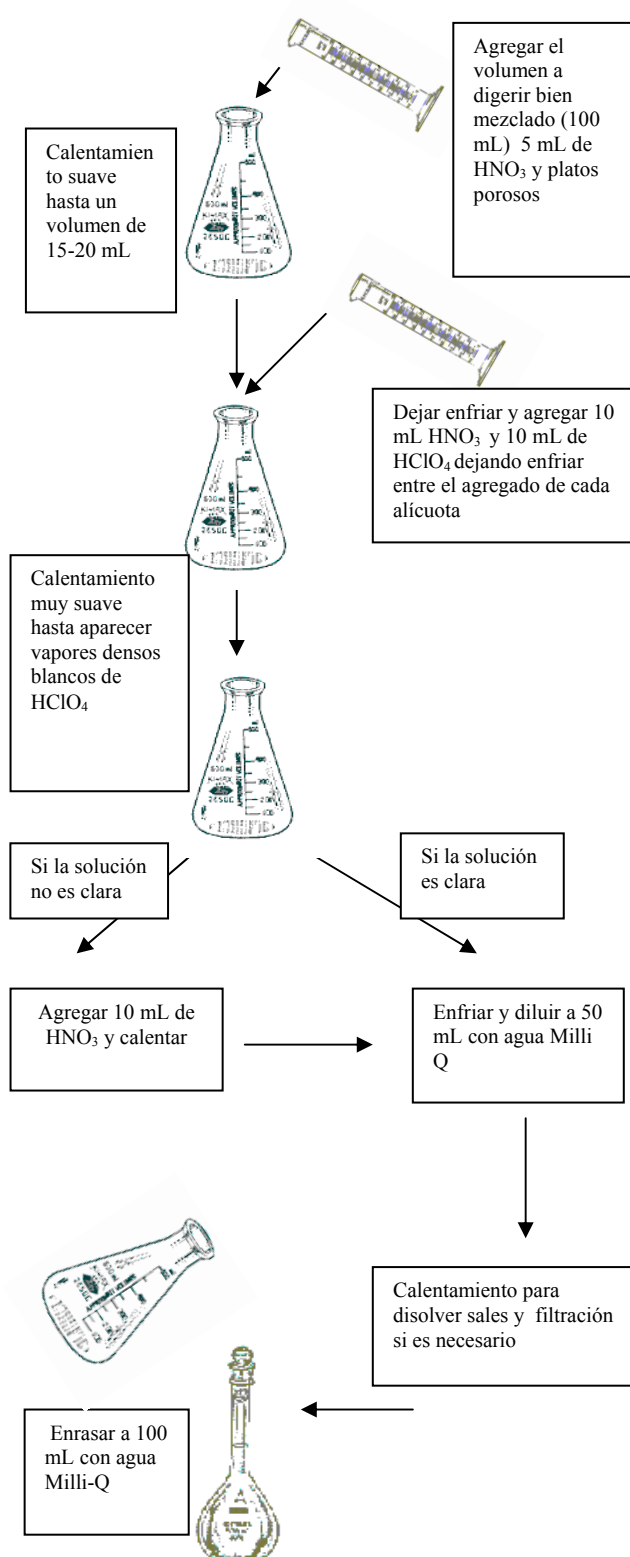 Agregar el
volumen a
digerir bien
mezclado (100
mL) 5 mL de
HNO₃ y platos
porosos
Calentamien
to suave
hasta un
volumen de
15-20 mL
Dejar enfriar y agregar 10
mL HNO₃ y 10 mL de
HClO₄ dejando enfriar
entre el agregado de cada
alícuota
Calentamiento
muy suave
hasta aparecer
vapores densos
blancos de
HClO₄
Si la solución
no es clara
Si la solución
es clara
Agregar 10 mL de
HNO₃ y calentar
Enfriar y diluir a 50
mL con agua Milli
Q
Calentamiento para
disolver sales y filtración
si es necesario
Enrasar a 100
mL con agua
Milli-Q